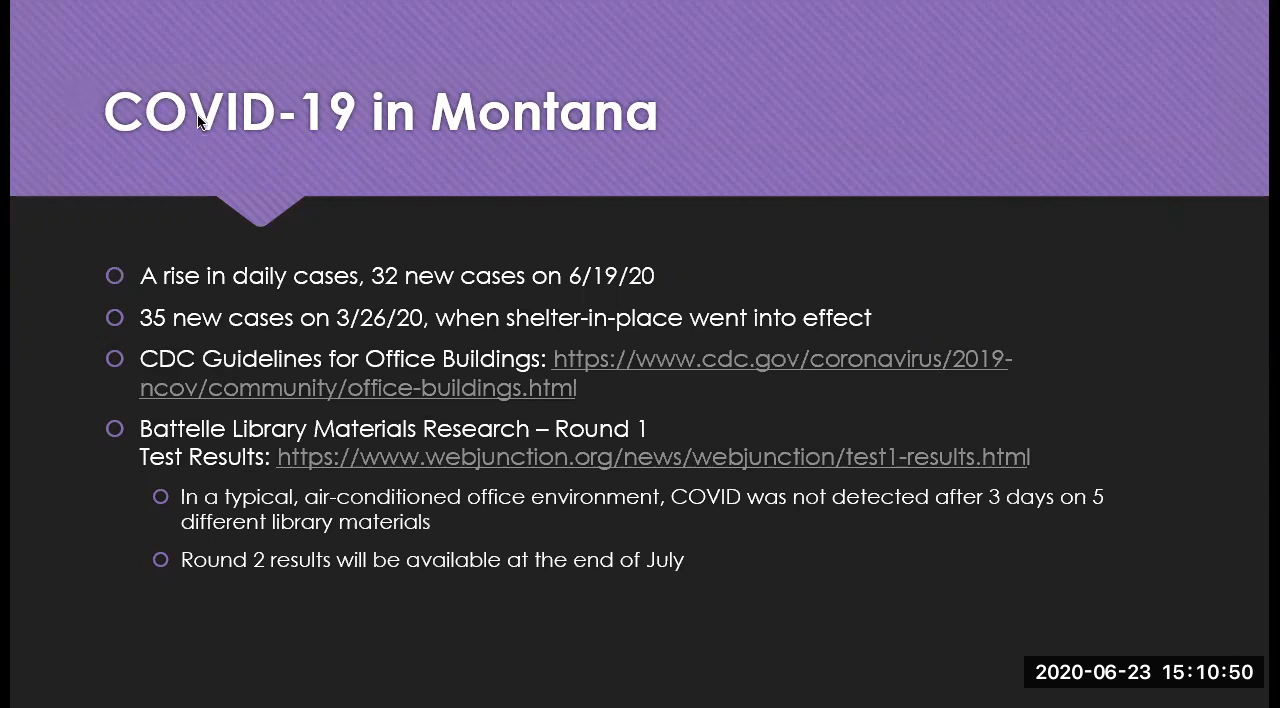 COVID-19 in Montana
A rise in daily cases, 32 new cases on 6/19/20
35 new cases on 3/26/20, when shelter-in-place went into effect
CDC Guidelines for Office Buildings: https://www.cdc.gov/coronavirus/2019-
ncov/community/office-buildings.html
Battelle Library Materials Research – Round 1
Test Results: https://www.webjunction.org/news/webjunction/test1-results.html
In a typical, air-conditioned office environment, COVID was not detected after 3 days on 5
different library materials
Round 2 results will be available at the end of July
2020-06-23 15:10:50